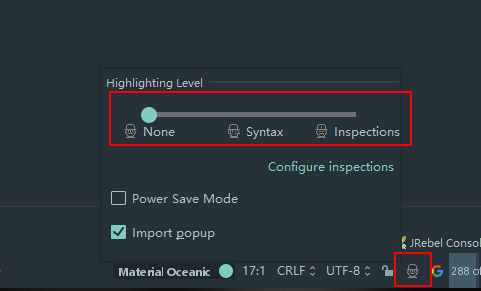 Highlighting Level
None Syntax Inspections
Configure inspections
Power Save Mode
Import popup
JRebel Consol
Material Oceanic 17:1 CRLF UTF-8 G 288 of